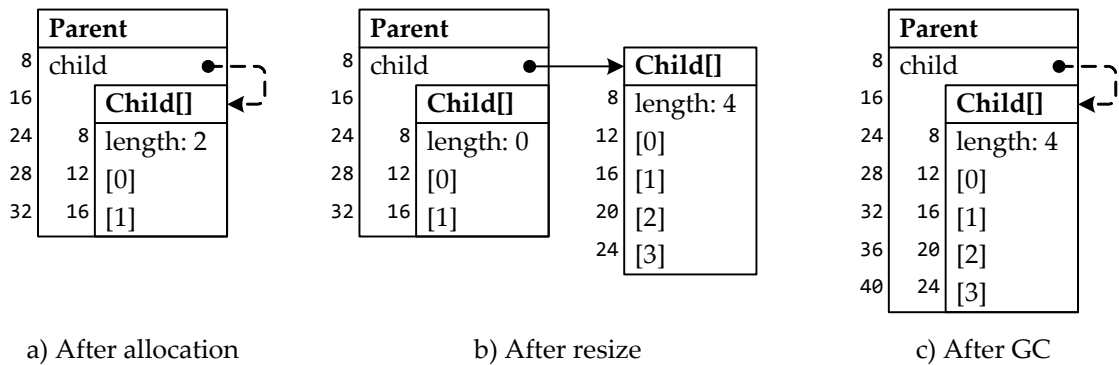 Parent
8 child
16 Child[]
24 8 length: 2
28 12 [0]
32 16 [1]
a) After allocation
Parent
8 child
16 Child[]
24 8 length: 0
28 12 [0]
32 16 [1]
Child[]
8 length: 4
12 [0]
16 [1]
20 [2]
24 [3]
b) After resize
Parent
8 child
16 Child[]
24 8 length: 4
28 12 [0]
32 16 [1]
36 20 [2]
40 24 [3]
c) After GC